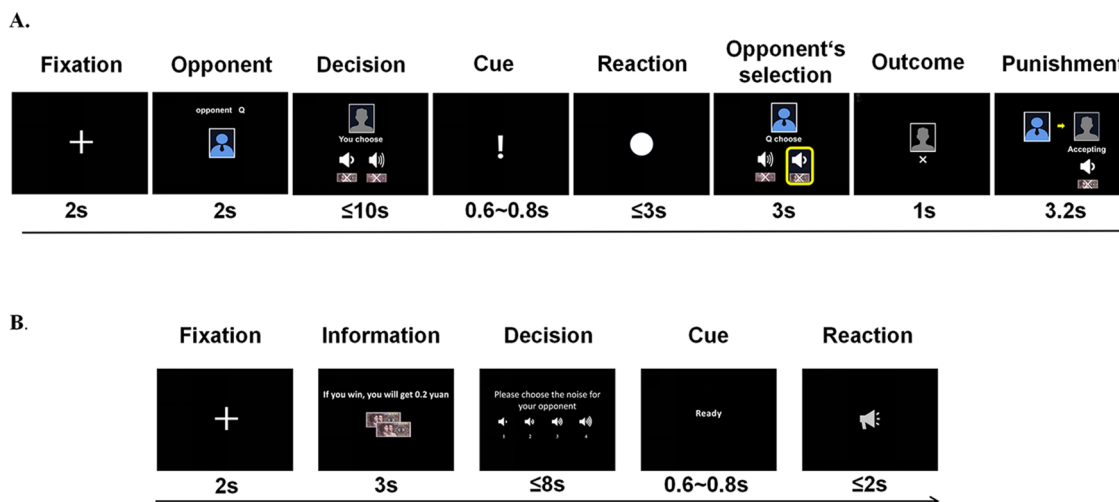 A.
Fixation
Opponent
Decision
Cue
Reaction
Opponent‘s
selection
Outcome
Punishment
opponent Q
You choose
!
Q choose
Accepting
2s
2s
≤10s
0.6~0.8s
≤3s
3s
1s
3.2s
B.
Fixation
Information
Decision
Cue
Reaction
If you win, you will get 0.2 yuan
Please choose the noise for
your opponent
1 2 3 4
Ready
2s
3s
≤8s
0.6~0.8s
≤2s